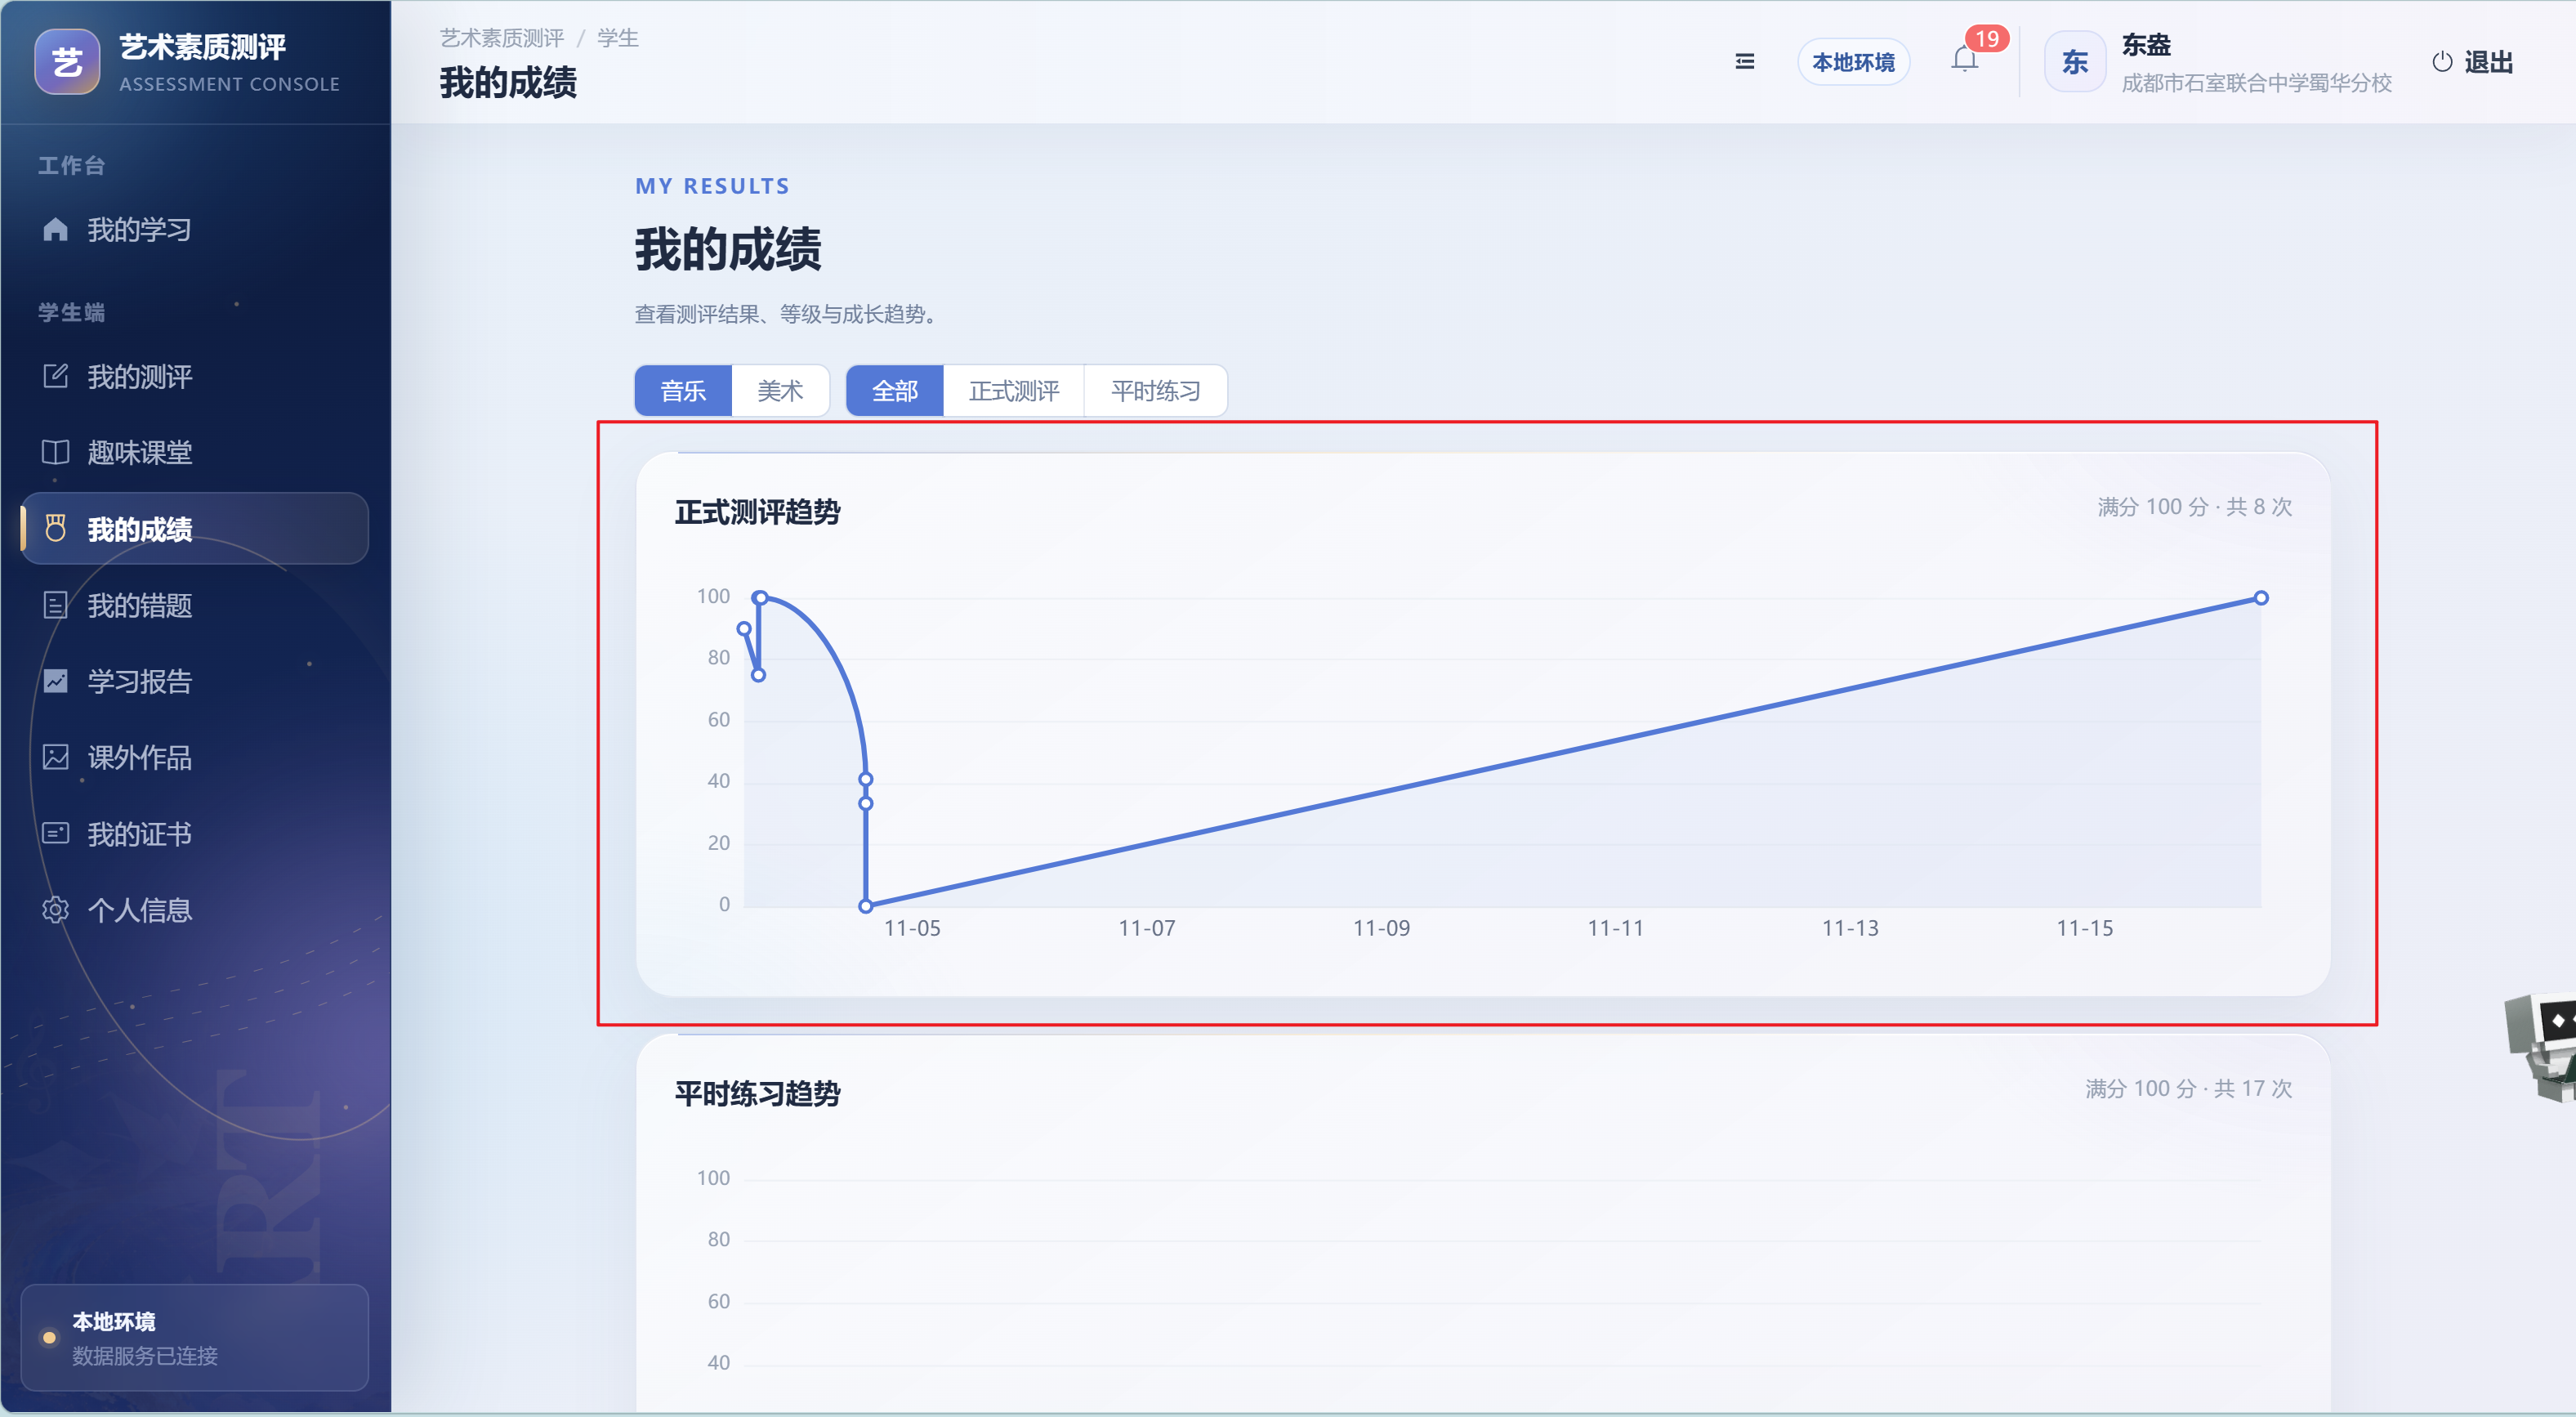 艺
艺术素质测评
ASSESSMENT CONSOLE
工作台
我的学习
学生端
我的测评
趣味课堂
我的成绩
我的错题
学习报告
课外作品
我的证书
个人信息
ART
本地环境
数据服务已连接
艺术素质测评 / 学生
我的成绩
本地环境
19
东
东盎
成都市石室联合中学蜀华分校
退出
MY RESULTS
我的成绩
查看测评结果、等级与成长趋势。
音乐 美术 全部 正式测评 平时练习
正式测评趋势 满分 100 分 · 共 8 次
100
80
60
40
20
0
11-05 11-07 11-09 11-11 11-13 11-15
平时练习趋势 满分 100 分 · 共 17 次
100
80
60
40